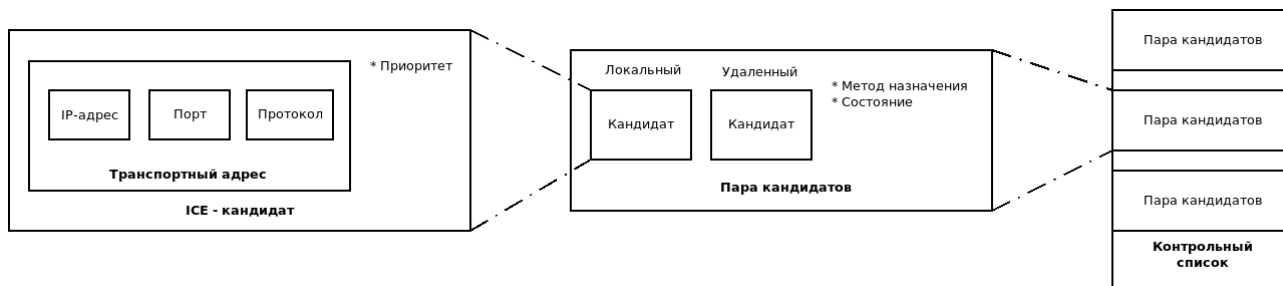 * Приоритет
IP-адрес
Порт
Протокол
Транспортный адрес
ICE - кандидат
Локальный
Удаленный
* Метод назначения
* Состояние
Кандидат
Кандидат
Пара кандидатов
Пара кандидатов
Пара кандидатов
Пара кандидатов
Контрольный
список